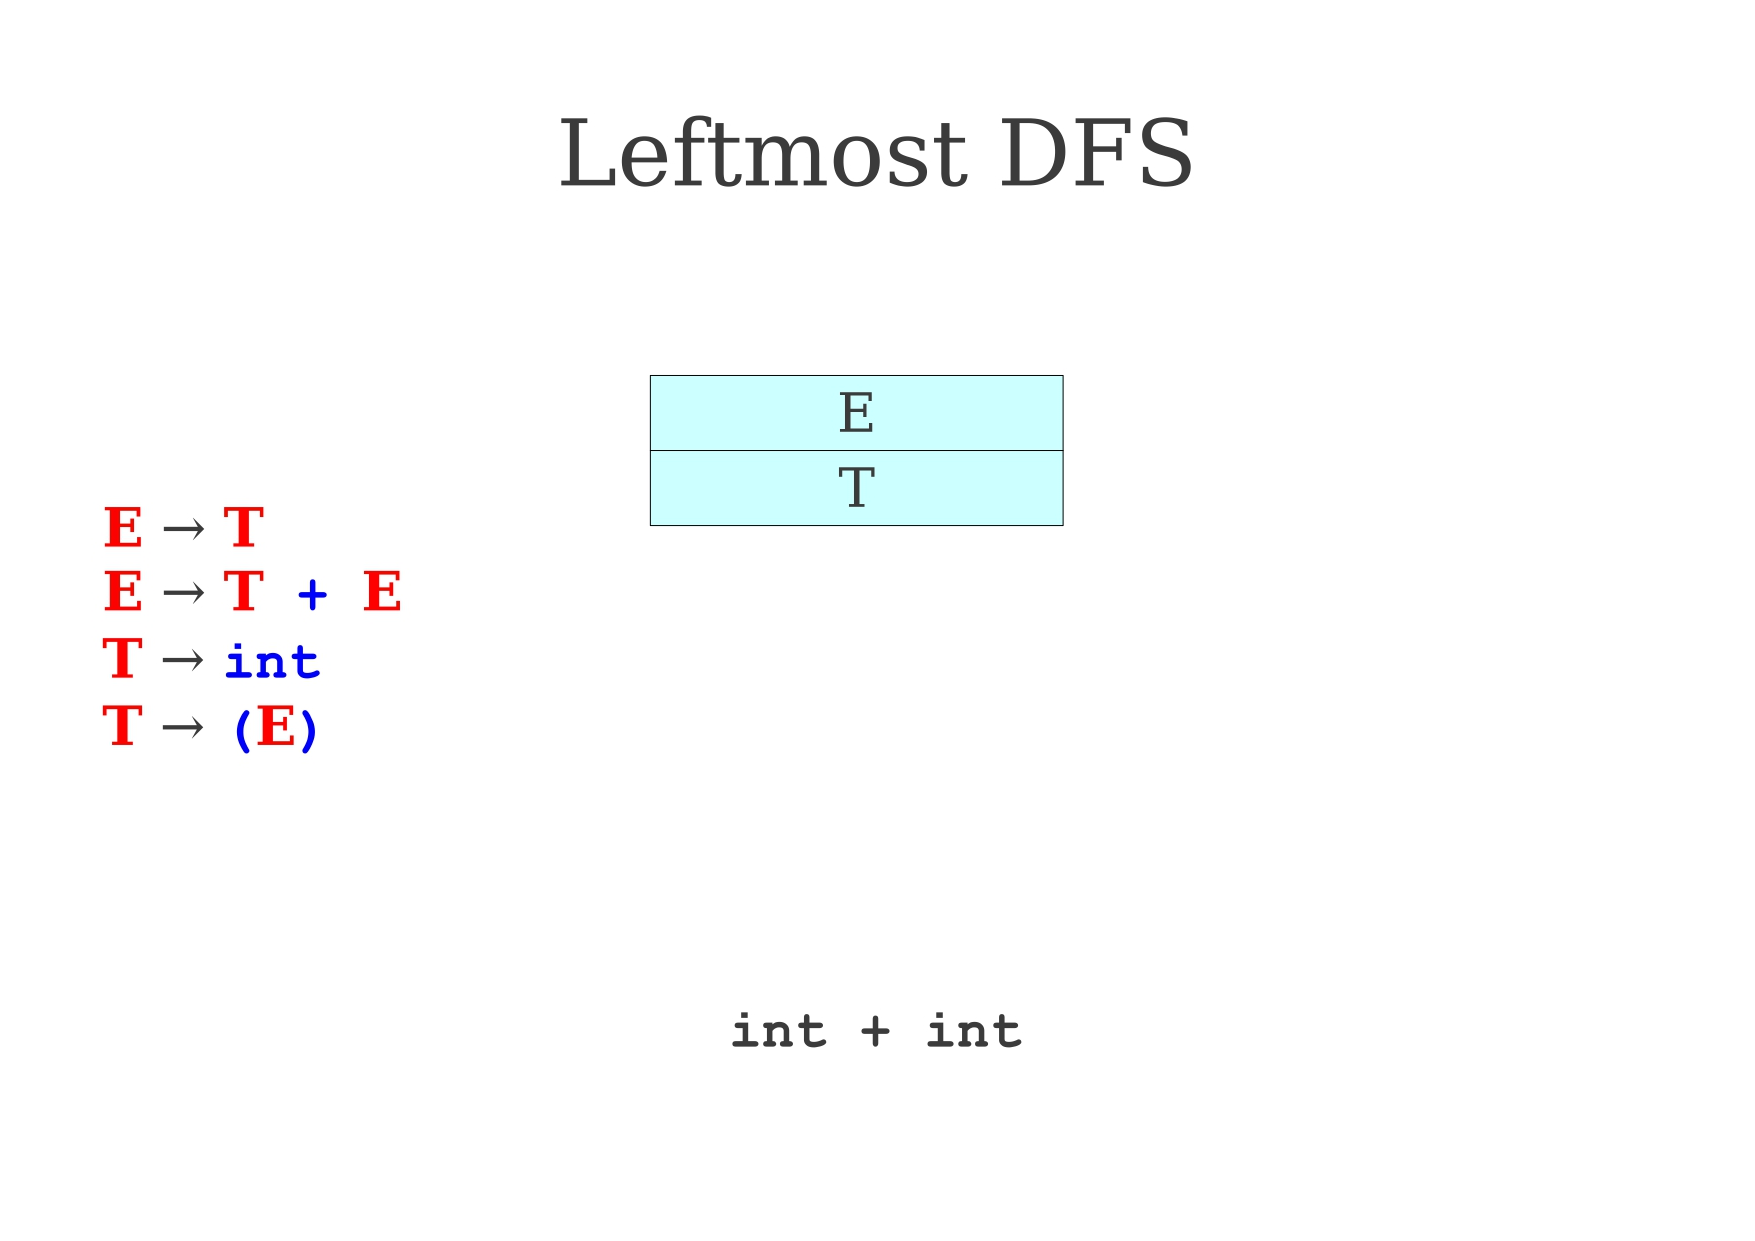 Leftmost DFS
E
T
E → T
E → T + E
T → int
T → (E)
int + int